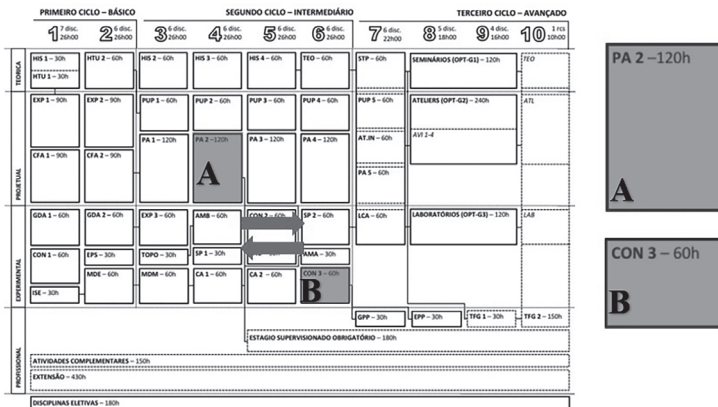 PRIMEIRO CICLO – BÁSICO
SEGUNDO CICLO – INTERMEDIÁRIO
TERCEIRO CICLO – AVANÇADO
1 7 disc. 26h00
2 6 disc. 26h00
3 6 disc. 26h00
4 6 disc. 26h00
5 6 disc. 26h00
6 6 disc. 26h00
7 6 disc. 22h00
8 5 disc. 18h00
9 4 disc. 16h00
10 10h00
TEÓRICA
HIS 1 – 30h
HTU 1 – 30h
HTU 2 – 60h
HIS 2 – 60h
HIS 3 – 60h
HIS 4 – 60h
TEO – 60h
STP – 60h
SEMINÁRIOS (OPT-G1) – 120h
TEO
PROJETUAL
EXP 1 – 90h
EXP 2 – 90h
PUP 1 – 60h
PUP 2 – 60h
PUP 3 – 60h
PUP 4 – 60h
PUP 5 – 60h
ATELIERS (OPT-G2) – 240h
ATL
AVI 1-4
CFA 1 – 90h
CFA 2 – 90h
PA 1 – 120h
PA 2 –120h
A
PA 3 – 120h
PA 4 – 120h
AT.IN – 60h
PA 5 – 60h
EXPERIMENTAL
GDA 1 – 60h
GDA 2 – 60h
EXP 3 – 60h
AMB – 60h
CON 2 – 60h
SP 2 – 60h
LCA – 60h
LABORATÓRIOS (OPT-G3) – 120h
LAB
CON 1 – 60h
EPS – 30h
TOPO – 30h
SP 1 – 30h
AMA – 30h
MDE – 60h
MDM – 60h
CA 1 – 60h
CA 2 – 60h
CON 3 – 60h
B
ISE – 30h
PROFISSIONAL
GPP – 30h
EPP – 30h
TFG 1 – 30h
TFG 2 – 150h
ESTAGIO SUPERVISIONADO OBRIGATÓRIO – 180h
ATIVIDADES COMPLEMENTARES – 150h
EXTENSÃO – 430h
DISCIPLINAS ELETIVAS – 180h
PA 2 –120h
A
CON 3 – 60h
B